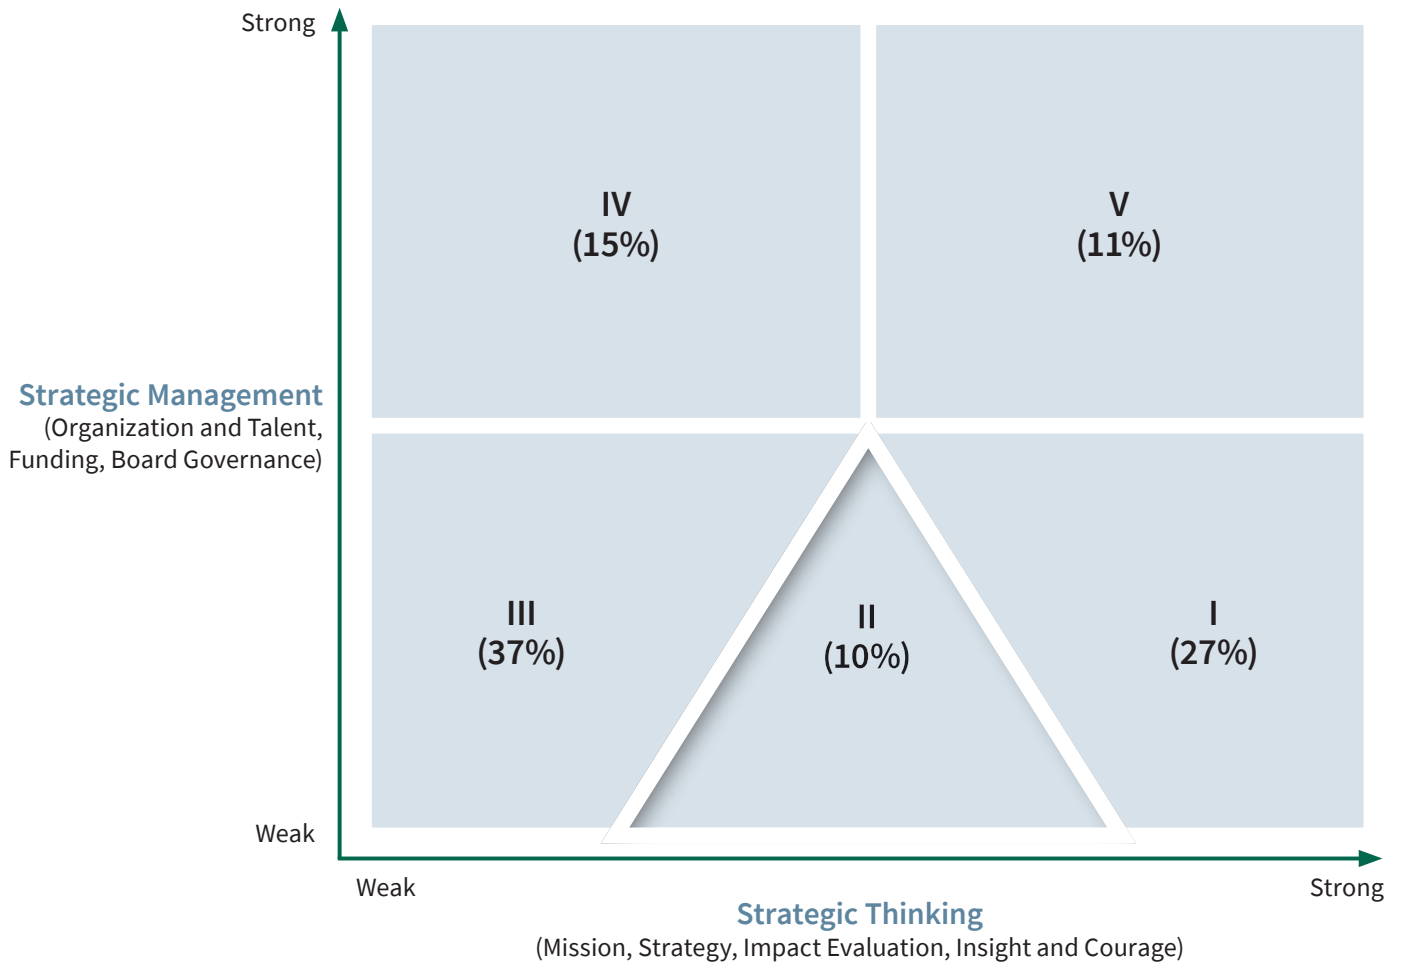 Strong
IV
(15%)
V
(11%)
Strategic Management
(Organization and Talent,
Funding, Board Governance)
III
(37%)
II
(10%)
I
(27%)
Weak
Weak
Strong
Strategic Thinking
(Mission, Strategy, Impact Evaluation, Insight and Courage)